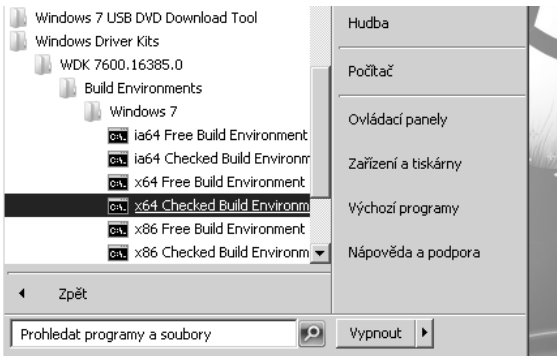 Windows 7 USB DVD Download Tool
Windows Driver Kits
WDK 7600.16385.0
Build Environments
Windows 7
ia64 Free Build Environment
ia64 Checked Build Environm
x64 Free Build Environment
x64 Checked Build Environm
x86 Free Build Environment
x86 Checked Build Environm
Zpět
Prohledat programy a soubory
Hudba
Počítač
Ovládací panely
Zařízení a tiskárny
Výchozí programy
Nápověda a podpora
Vypnout